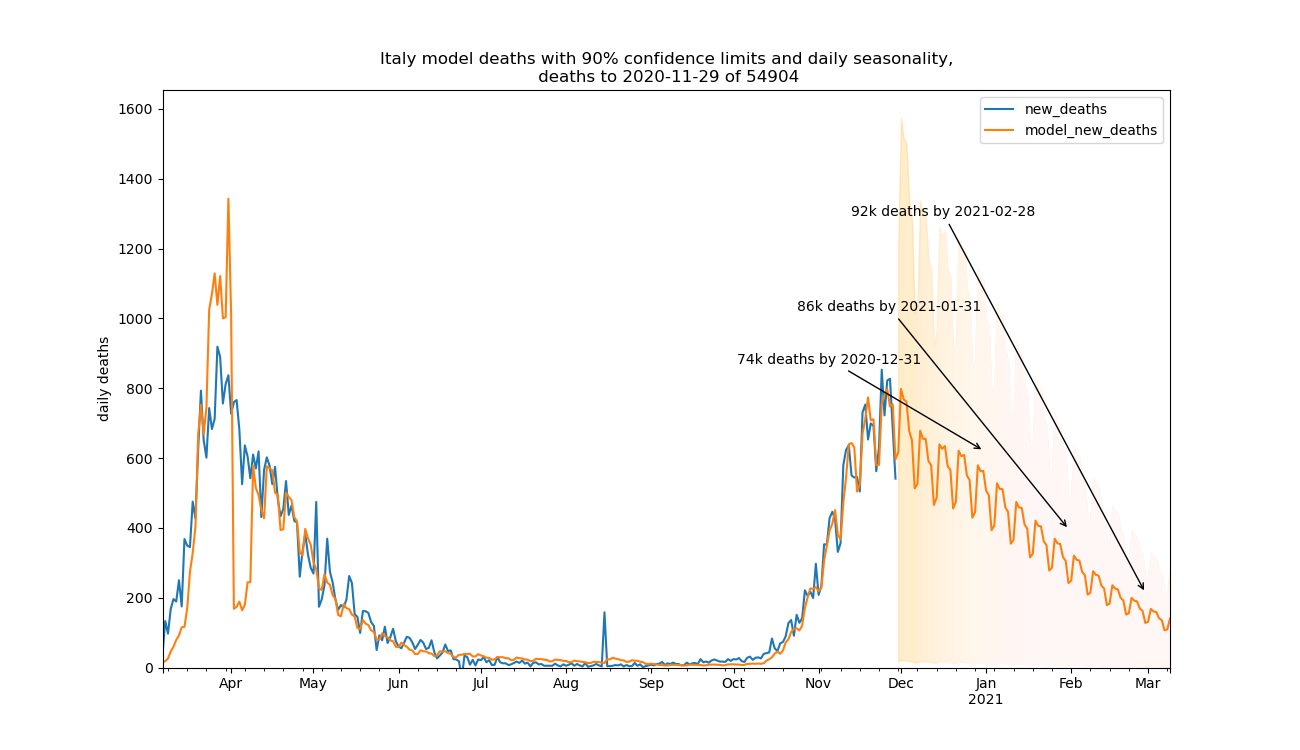 Italy model deaths with 90% confidence limits and daily seasonality,
deaths to 2020-11-29 of 54904
new_deaths
model_new_deaths
daily deaths
1600
1400
1200
1000
800
600
400
200
0
92k deaths by 2021-02-28
86k deaths by 2021-01-31
74k deaths by 2020-12-31
Apr May Jun Jul Aug Sep Oct Nov Dec Jan Feb Mar
2021